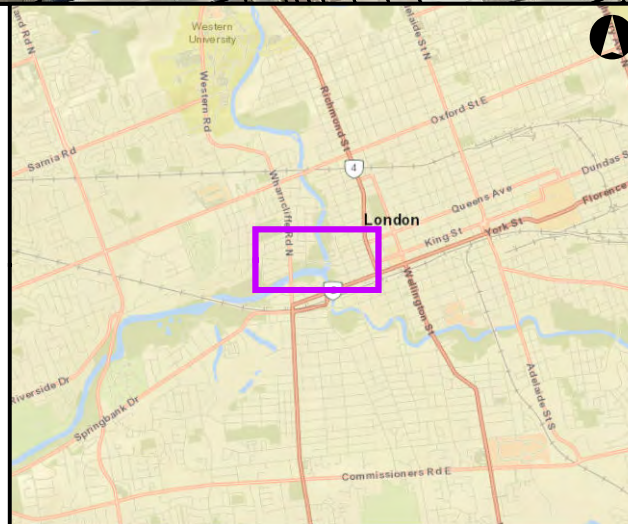 Western
University
Western Rd
Richmond St
Adelaide St N
Oxford St E
Sarnia Rd
4
Wharncliffe Rd N
Queens Ave
Dundas S
Florence
London
York St
King St
Wellington St
Riverside Dr
Springbank Dr
Adelaide St S
Commissioners Rd E